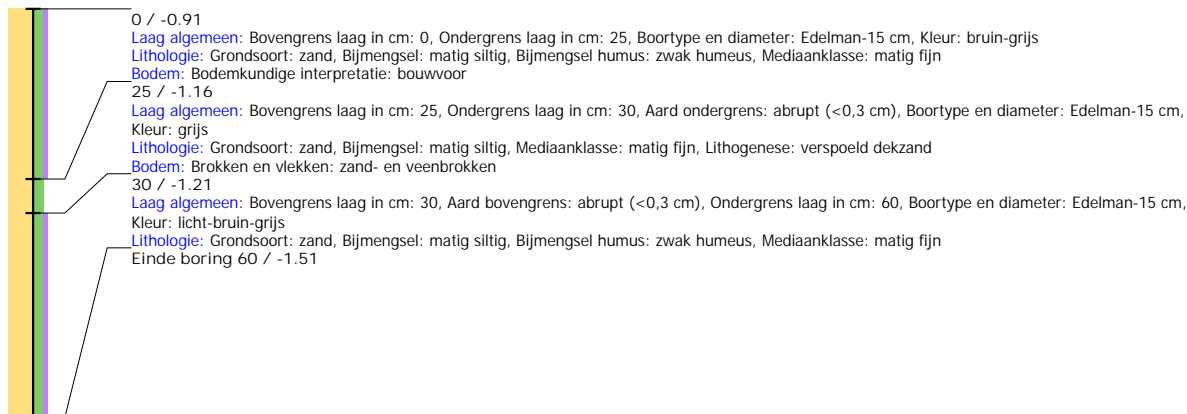 0 / -0.91
Laag algemeen: Bovengrens laag in cm: 0, Ondergrens laag in cm: 25, Boortype en diameter: Edelman-15 cm, Kleur: bruin-grijs
Lithologie: Grondsoort: zand, Bijmengsel: matig siltig, Bijmengsel humus: zwak humeus, Mediaanklasse: matig fijn
Bodem: Bodemkundige interpretatie: bouwvoor
25 / -1.16
Laag algemeen: Bovengrens laag in cm: 25, Ondergrens laag in cm: 30, Aard ondergrens: abrupt (<0,3 cm), Boortype en diameter: Edelman-15 cm,
Kleur: grijs
Lithologie: Grondsoort: zand, Bijmengsel: matig siltig, Mediaanklasse: matig fijn, Lithogenese: verspoeld dekzand
Bodem: Brokken en vlekken: zand- en veenbrokken
30 / -1.21
Laag algemeen: Bovengrens laag in cm: 30, Aard bovengrens: abrupt (<0,3 cm), Ondergrens laag in cm: 60, Boortype en diameter: Edelman-15 cm,
Kleur: licht-bruin-grijs
Lithologie: Grondsoort: zand, Bijmengsel: matig siltig, Bijmengsel humus: zwak humeus, Mediaanklasse: matig fijn
Einde boring 60 / -1.51